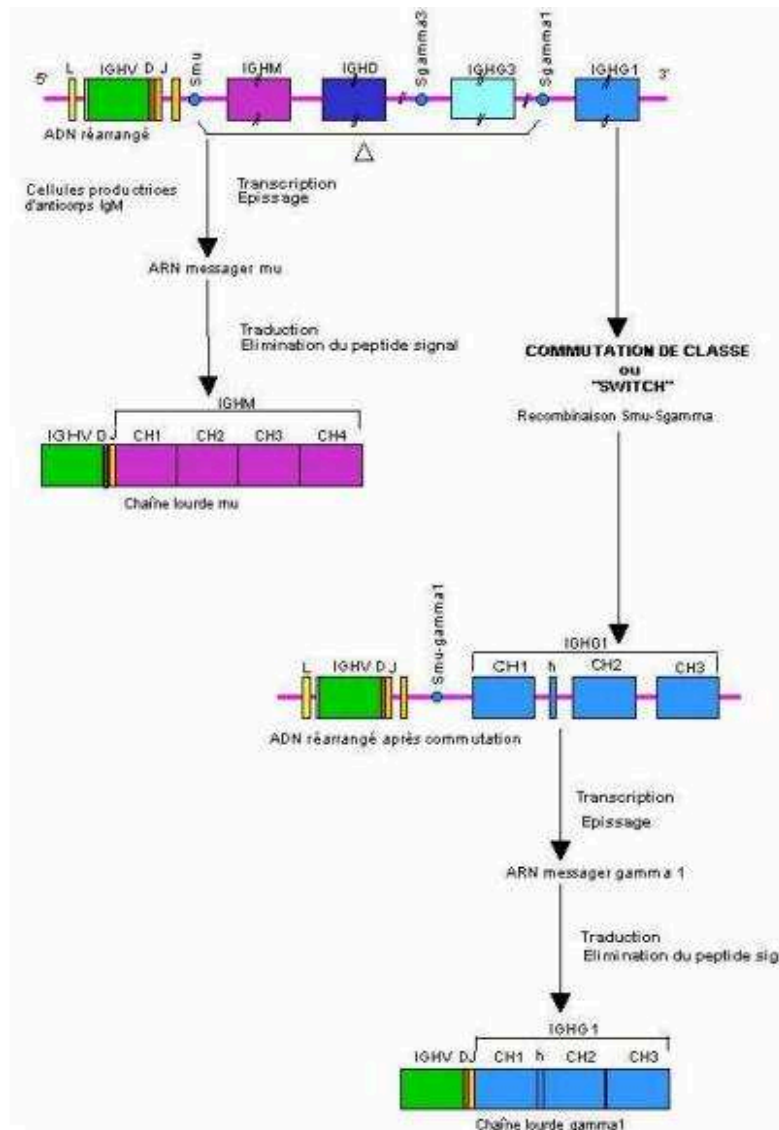 5' L IGHV D J Smu IGHM IGHD Sgamma3 IGHG3 Sgamma1 IGHG1 3'
ADN réarrangé
Δ
Cellules productrices
d'anticorps IgM
Transcription
Epissage
ARN messager mu
Traduction
Elimination du peptide signal
COMMUTATION DE CLASSE
ou
"SWITCH"
Recombinaison Smu-Sgamma
IGHM
IGHV D J CH1 CH2 CH3 CH4
Chaîne lourde mu
IGHG1
L IGHV D J Smu-gamma1 CH1 h CH2 CH3
ADN réarrangé après commutation
Transcription
Epissage
ARN messager gamma 1
Traduction
Elimination du peptide sig
IGHG1
IGHV DJ CH1 h CH2 CH3
Chaîne lourde gamma1